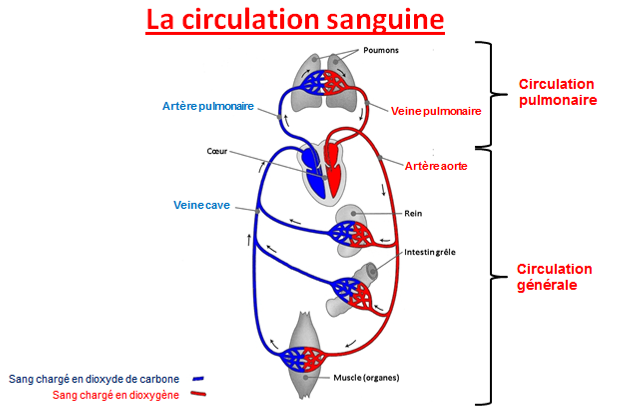 La circulation sanguine
Poumons
Circulation
pulmonaire
Artère pulmonaire
Veine pulmonaire
Cœur
Artère aorte
Veine cave
Rein
Intestin grêle
Circulation
générale
Muscle (organes)
Sang chargé en dioxyde de carbone
Sang chargé en dioxygène